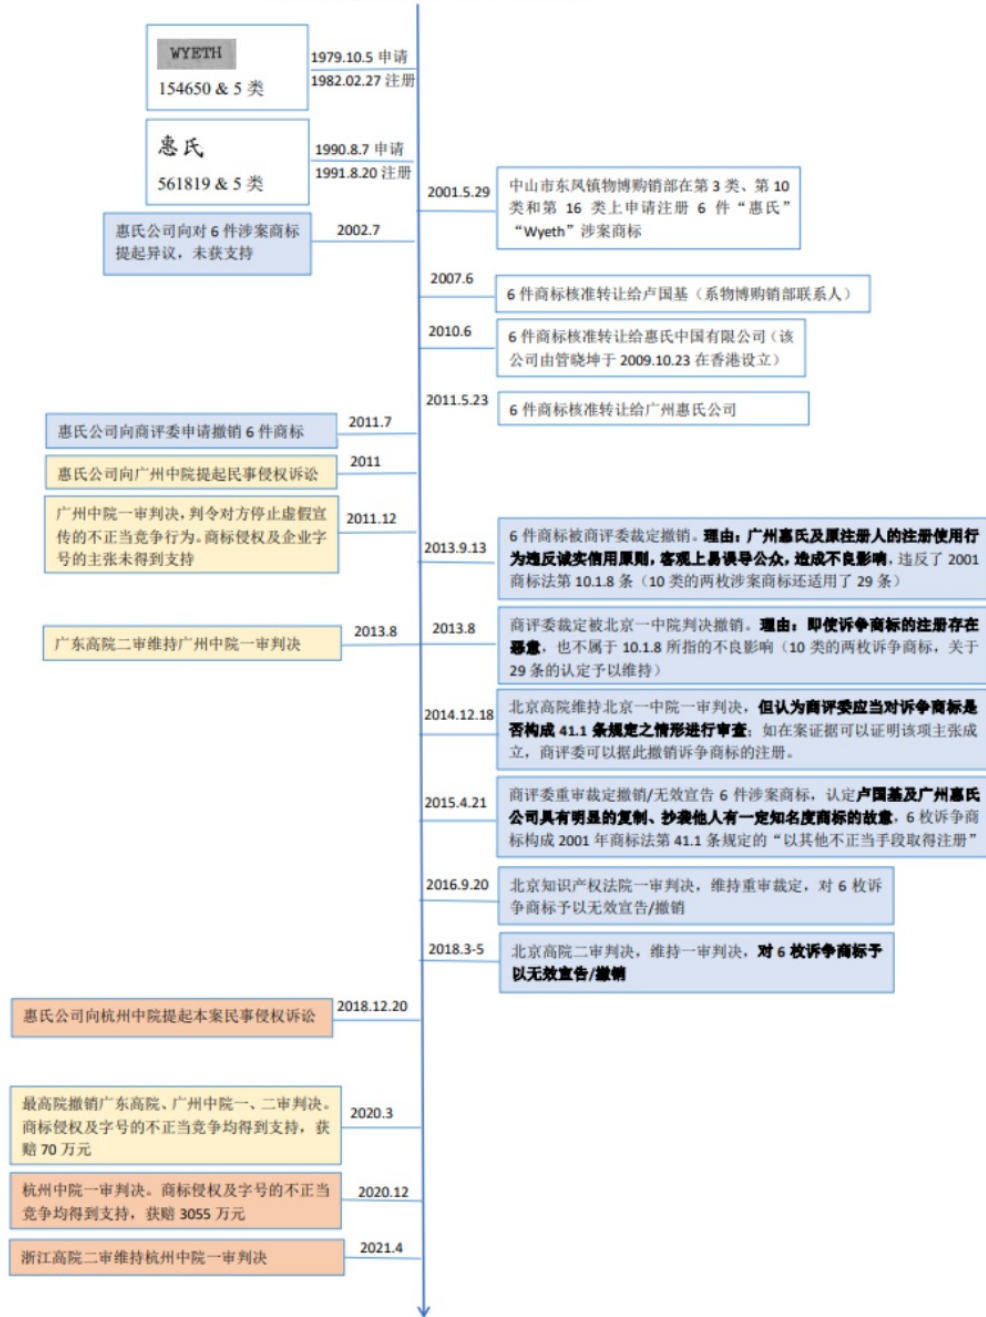 WYETH
154650 & 5 类
1979.10.5 申请
1982.02.27 注册
惠氏
561819 & 5 类
1990.8.7 申请
1991.8.20 注册
2001.5.29
中山市东凤镇物博购销部在第 3 类、第 10
类和第 16 类上申请注册 6 件“惠氏”
“Wyeth”涉案商标
惠氏公司向对 6 件涉案商标
提起异议，未获支持
2002.7
2007.6
6 件商标核准转让给卢国基（系物博购销部联系人）
2010.6
6 件商标核准转让给惠氏中国有限公司（该
公司由管晓坤于 2009.10.23 在香港设立）
2011.5.23
6 件商标核准转让给广州惠氏公司
惠氏公司向商评委申请撤销 6 件商标
2011.7
惠氏公司向广州中院提起民事侵权诉讼
2011
广州中院一审判决，判令对方停止虚假宣
传的不正当竞争行为。商标侵权及企业字
号的主张未得到支持
2011.12
2013.9.13
6 件商标被商评委裁定撤销。理由：广州惠氏及原注册人的注册使用行
为违反诚实信用原则，客观上易误导公众，造成不良影响，违反了 2001
商标法第 10.1.8 条（10 类的两枚涉案商标还适用了 29 条）
广东高院二审维持广州中院一审判决
2013.8
2013.8
商评委裁定被北京一中院判决撤销。理由：即使诉争商标的注册存在
恶意，也不属于 10.1.8 所指的不良影响（10 类的两枚诉争商标，关于
29 条的认定予以维持）
2014.12.18
北京高院维持北京一中院一审判决，但认为商评委应当对诉争商标是
否构成 41.1 条规定之情形进行审查；如在案证据可以证明该项主张成
立，商评委可以据此撤销诉争商标的注册。
2015.4.21
商评委重审裁定撤销/无效宣告 6 件涉案商标，认定卢国基及广州惠氏
公司具有明显的复制、抄袭他人有一定知名度商标的故意，6 枚诉争商
标构成 2001 年商标法第 41.1 条规定的“以其他不正当手段取得注册”
2016.9.20
北京知识产权法院一审判决，维持重审裁定，对 6 枚诉
争商标予以无效宣告/撤销
2018.3-5
北京高院二审判决，维持一审判决，对 6 枚诉争商标予
以无效宣告/撤销
惠氏公司向杭州中院提起本案民事侵权诉讼
2018.12.20
最高院撤销广东高院、广州中院一、二审判决。
商标侵权及字号的不正当竞争均得到支持，获
赔 70 万元
2020.3
杭州中院一审判决。商标侵权及字号的不正当
竞争均得到支持，获赔 3055 万元
2020.12
浙江高院二审维持杭州中院一审判决
2021.4